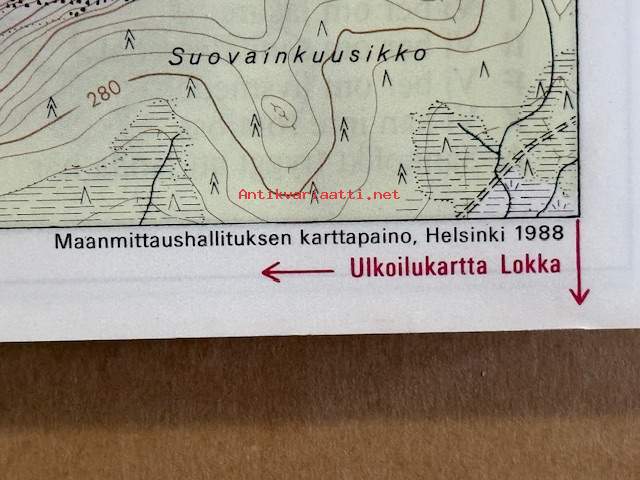 Suovainkuusikko
280
Antikvariaatti.net
Maanmittaushallituksen karttapaino, Helsinki 1988
Ulkoilukartta Lokka